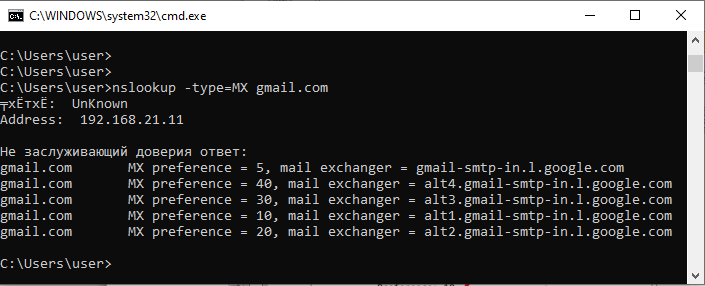 C:\WINDOWS\system32\cmd.exe
C:\Users\user>
C:\Users\user>
C:\Users\user>nslookup -type=MX gmail.com
╤хЁтхЁ:  UnKnown
Address:  192.168.21.11
Не заслуживающий доверия ответ:
gmail.com       MX preference = 5, mail exchanger = gmail-smtp-in.l.google.com
gmail.com       MX preference = 40, mail exchanger = alt4.gmail-smtp-in.l.google.com
gmail.com       MX preference = 30, mail exchanger = alt3.gmail-smtp-in.l.google.com
gmail.com       MX preference = 10, mail exchanger = alt1.gmail-smtp-in.l.google.com
gmail.com       MX preference = 20, mail exchanger = alt2.gmail-smtp-in.l.google.com
C:\Users\user>